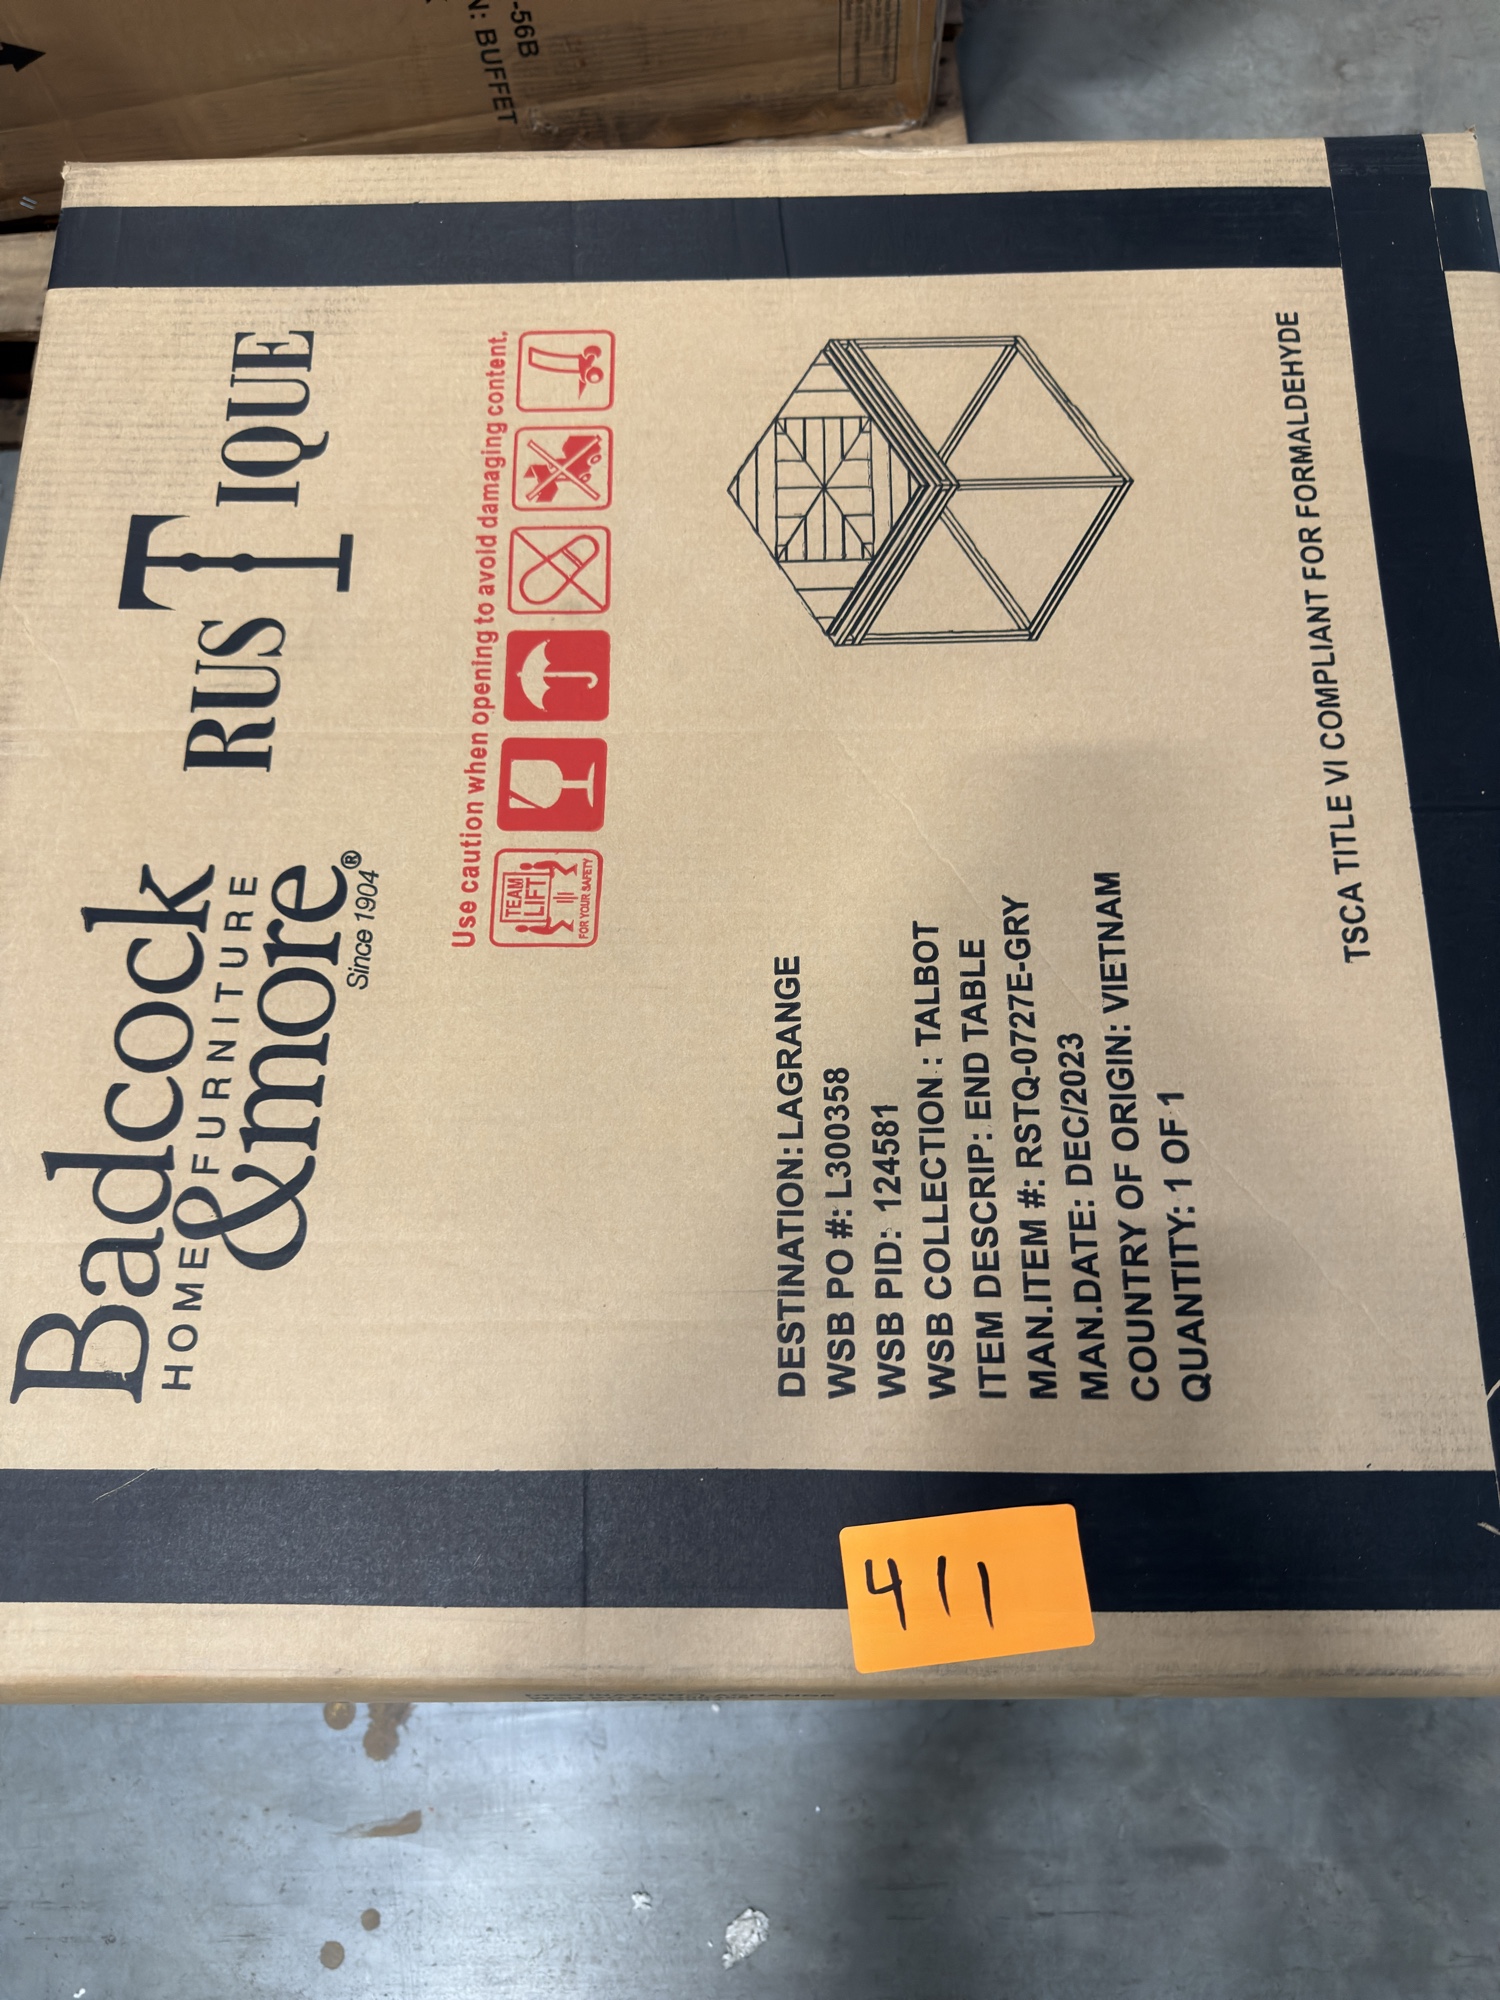 -56B
N: BUFFET
Badcock
HOME FURNITURE
&more®
Since 1904
RUSTIQUE
Use caution when opening to avoid damaging content.
TEAM
LIFT
FOR YOUR SAFETY
DESTINATION: LAGRANGE
WSB PO #: L300358
WSB PID: 124581
WSB COLLECTION : TALBOT
ITEM DESCRIP: END TABLE
MAN.ITEM #: RSTQ-0727E-GRY
MAN.DATE: DEC/2023
COUNTRY OF ORIGIN: VIETNAM
QUANTITY: 1 OF 1
TSCA TITLE VI COMPLIANT FOR FORMALDEHYDE
411